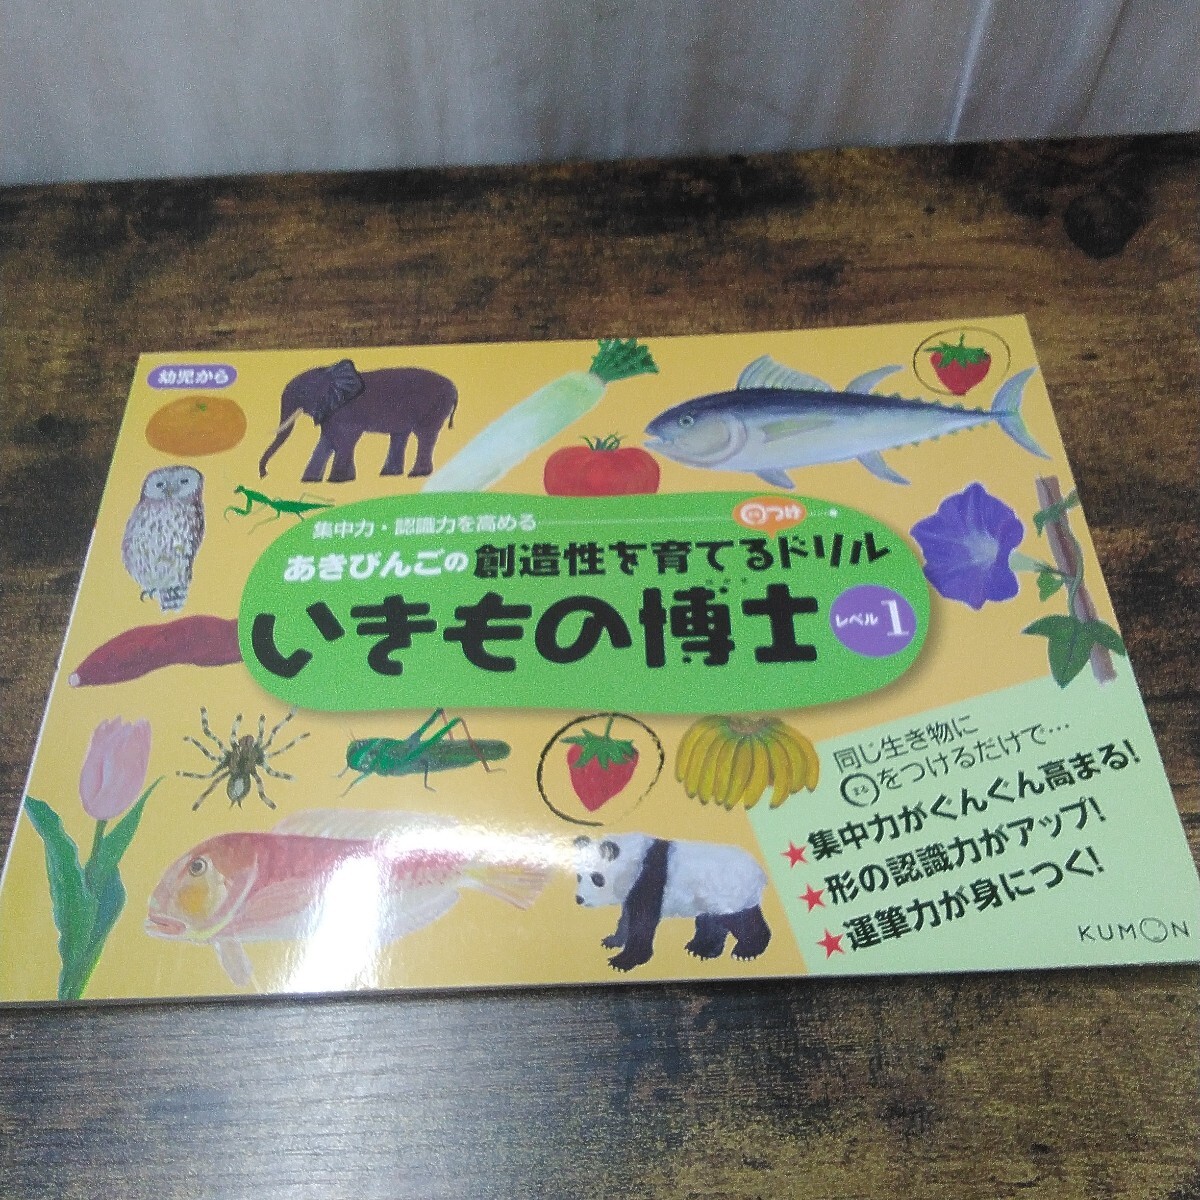 幼児から
集中力・認識力を高める
まるつけ
あきびんごの創造性を育てるドリル
はかせ
いきもの博士 レベル1
同じ生き物に
まるをつけるだけで…
★集中力がぐんぐん高まる!
★形の認識力がアップ!
★運筆力が身につく!
KUMON